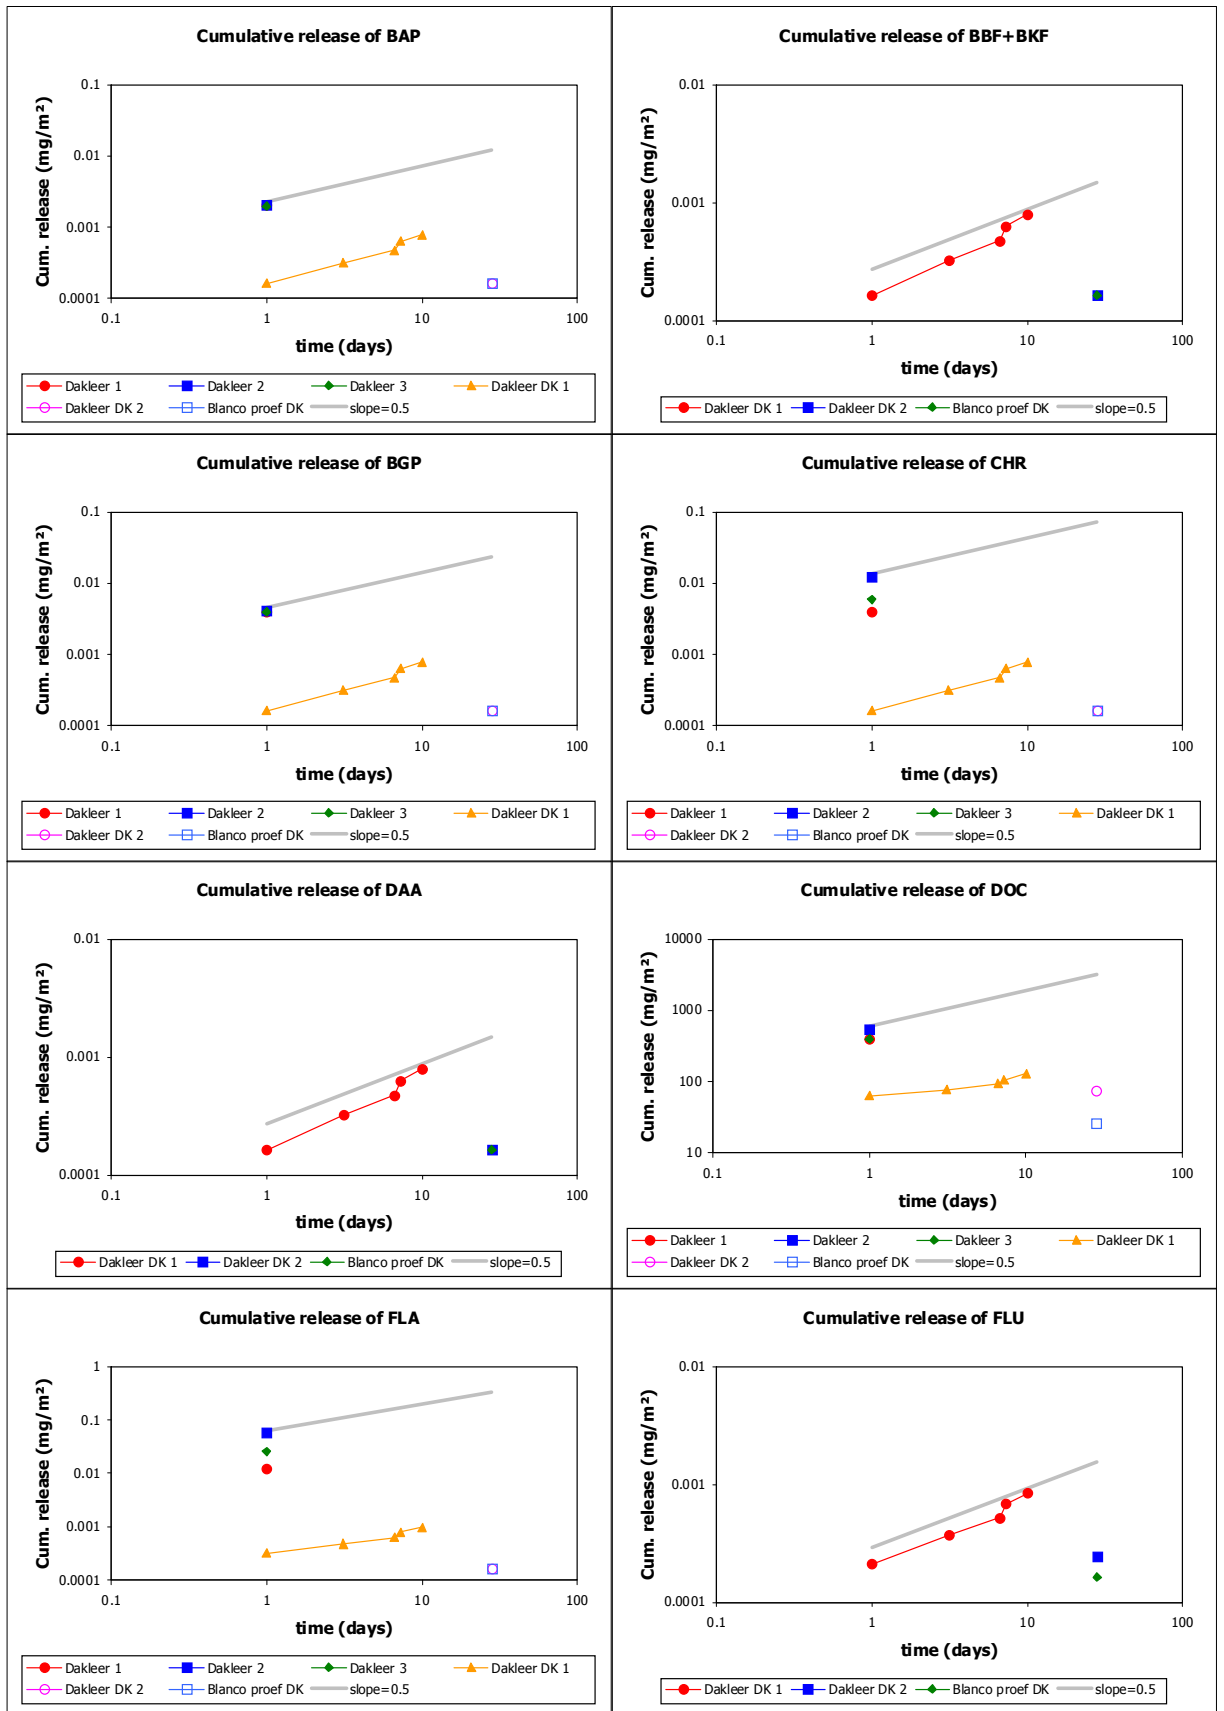 Cumulative release of BAP
Cum. release (mg/m²)
0.1
0.01
0.001
0.0001
0.1 1 10 100
time (days)
Dakleer 1 Dakleer 2 Dakleer 3 Dakleer DK 1
Dakleer DK 2 Blanco proef DK slope=0.5
Cumulative release of BBF+BKF
Cum. release (mg/m²)
0.01
0.001
0.0001
0.1 1 10 100
time (days)
Dakleer DK 1 Dakleer DK 2 Blanco proef DK slope=0.5
Cumulative release of BGP
Cum. release (mg/m²)
0.1
0.01
0.001
0.0001
0.1 1 10 100
time (days)
Dakleer 1 Dakleer 2 Dakleer 3 Dakleer DK 1
Dakleer DK 2 Blanco proef DK slope=0.5
Cumulative release of CHR
Cum. release (mg/m²)
0.1
0.01
0.001
0.0001
0.1 1 10 100
time (days)
Dakleer 1 Dakleer 2 Dakleer 3 Dakleer DK 1
Dakleer DK 2 Blanco proef DK slope=0.5
Cumulative release of DAA
Cum. release (mg/m²)
0.01
0.001
0.0001
0.1 1 10 100
time (days)
Dakleer DK 1 Dakleer DK 2 Blanco proef DK slope=0.5
Cumulative release of DOC
Cum. release (mg/m²)
10000
1000
100
10
0.1 1 10 100
time (days)
Dakleer 1 Dakleer 2 Dakleer 3 Dakleer DK 1
Dakleer DK 2 Blanco proef DK slope=0.5
Cumulative release of FLA
Cum. release (mg/m²)
1
0.1
0.01
0.001
0.0001
0.1 1 10 100
time (days)
Dakleer 1 Dakleer 2 Dakleer 3 Dakleer DK 1
Dakleer DK 2 Blanco proef DK slope=0.5
Cumulative release of FLU
Cum. release (mg/m²)
0.01
0.001
0.0001
0.1 1 10 100
time (days)
Dakleer DK 1 Dakleer DK 2 Blanco proef DK slope=0.5